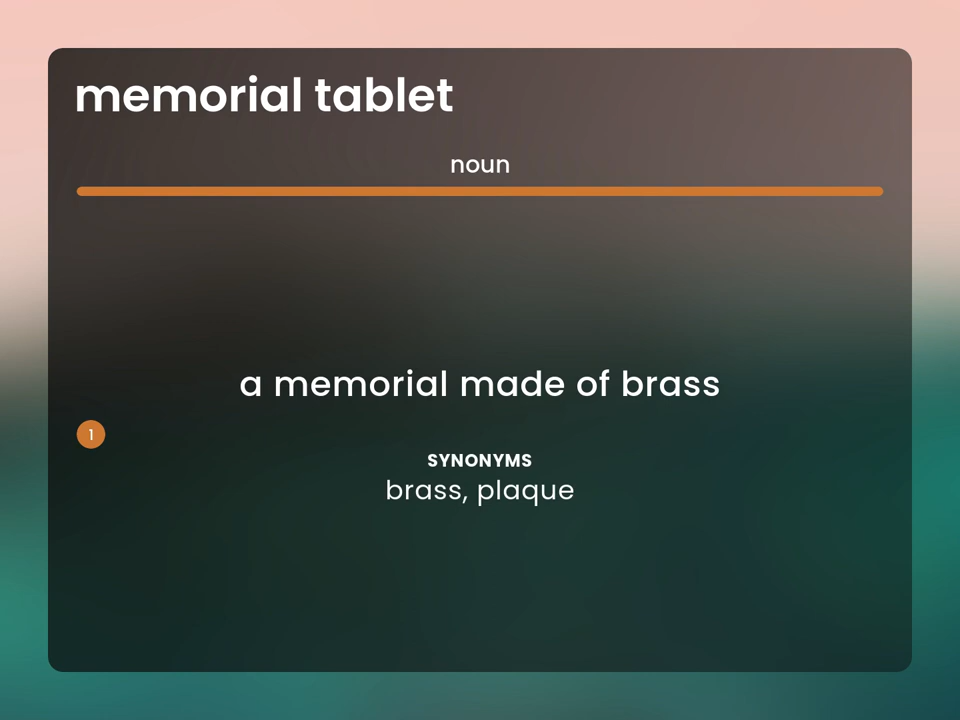 memorial tablet
noun
a memorial made of brass
1
SYNONYMS
brass, plaque